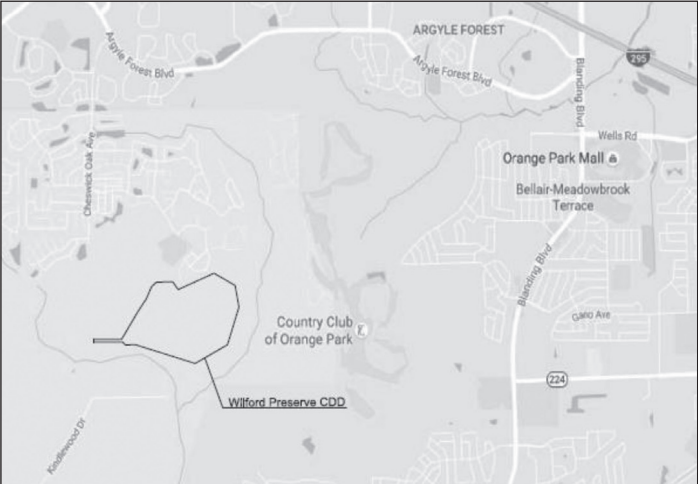 ARGYLE FOREST
Argyle Forest Blvd
Argyle Forest Blvd
295
Blanding Blvd
Wells Rd
Orange Park Mall
Cheswick Oak Ave
Bellair-Meadowbrook
Terrace
Blanding Blvd
Gano Ave
Country Club
of Orange Park
224
Wilford Preserve CDD
Kindlewood Dr